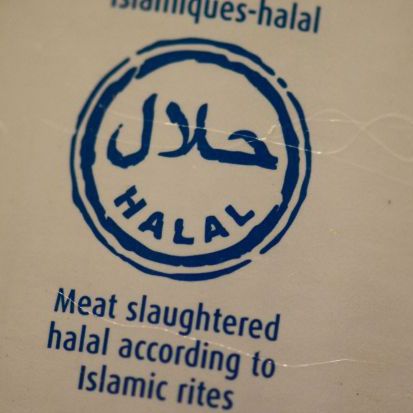 islamiques-halal
حلال
HALAL
Meat slaughtered
halal according to
Islamic rites